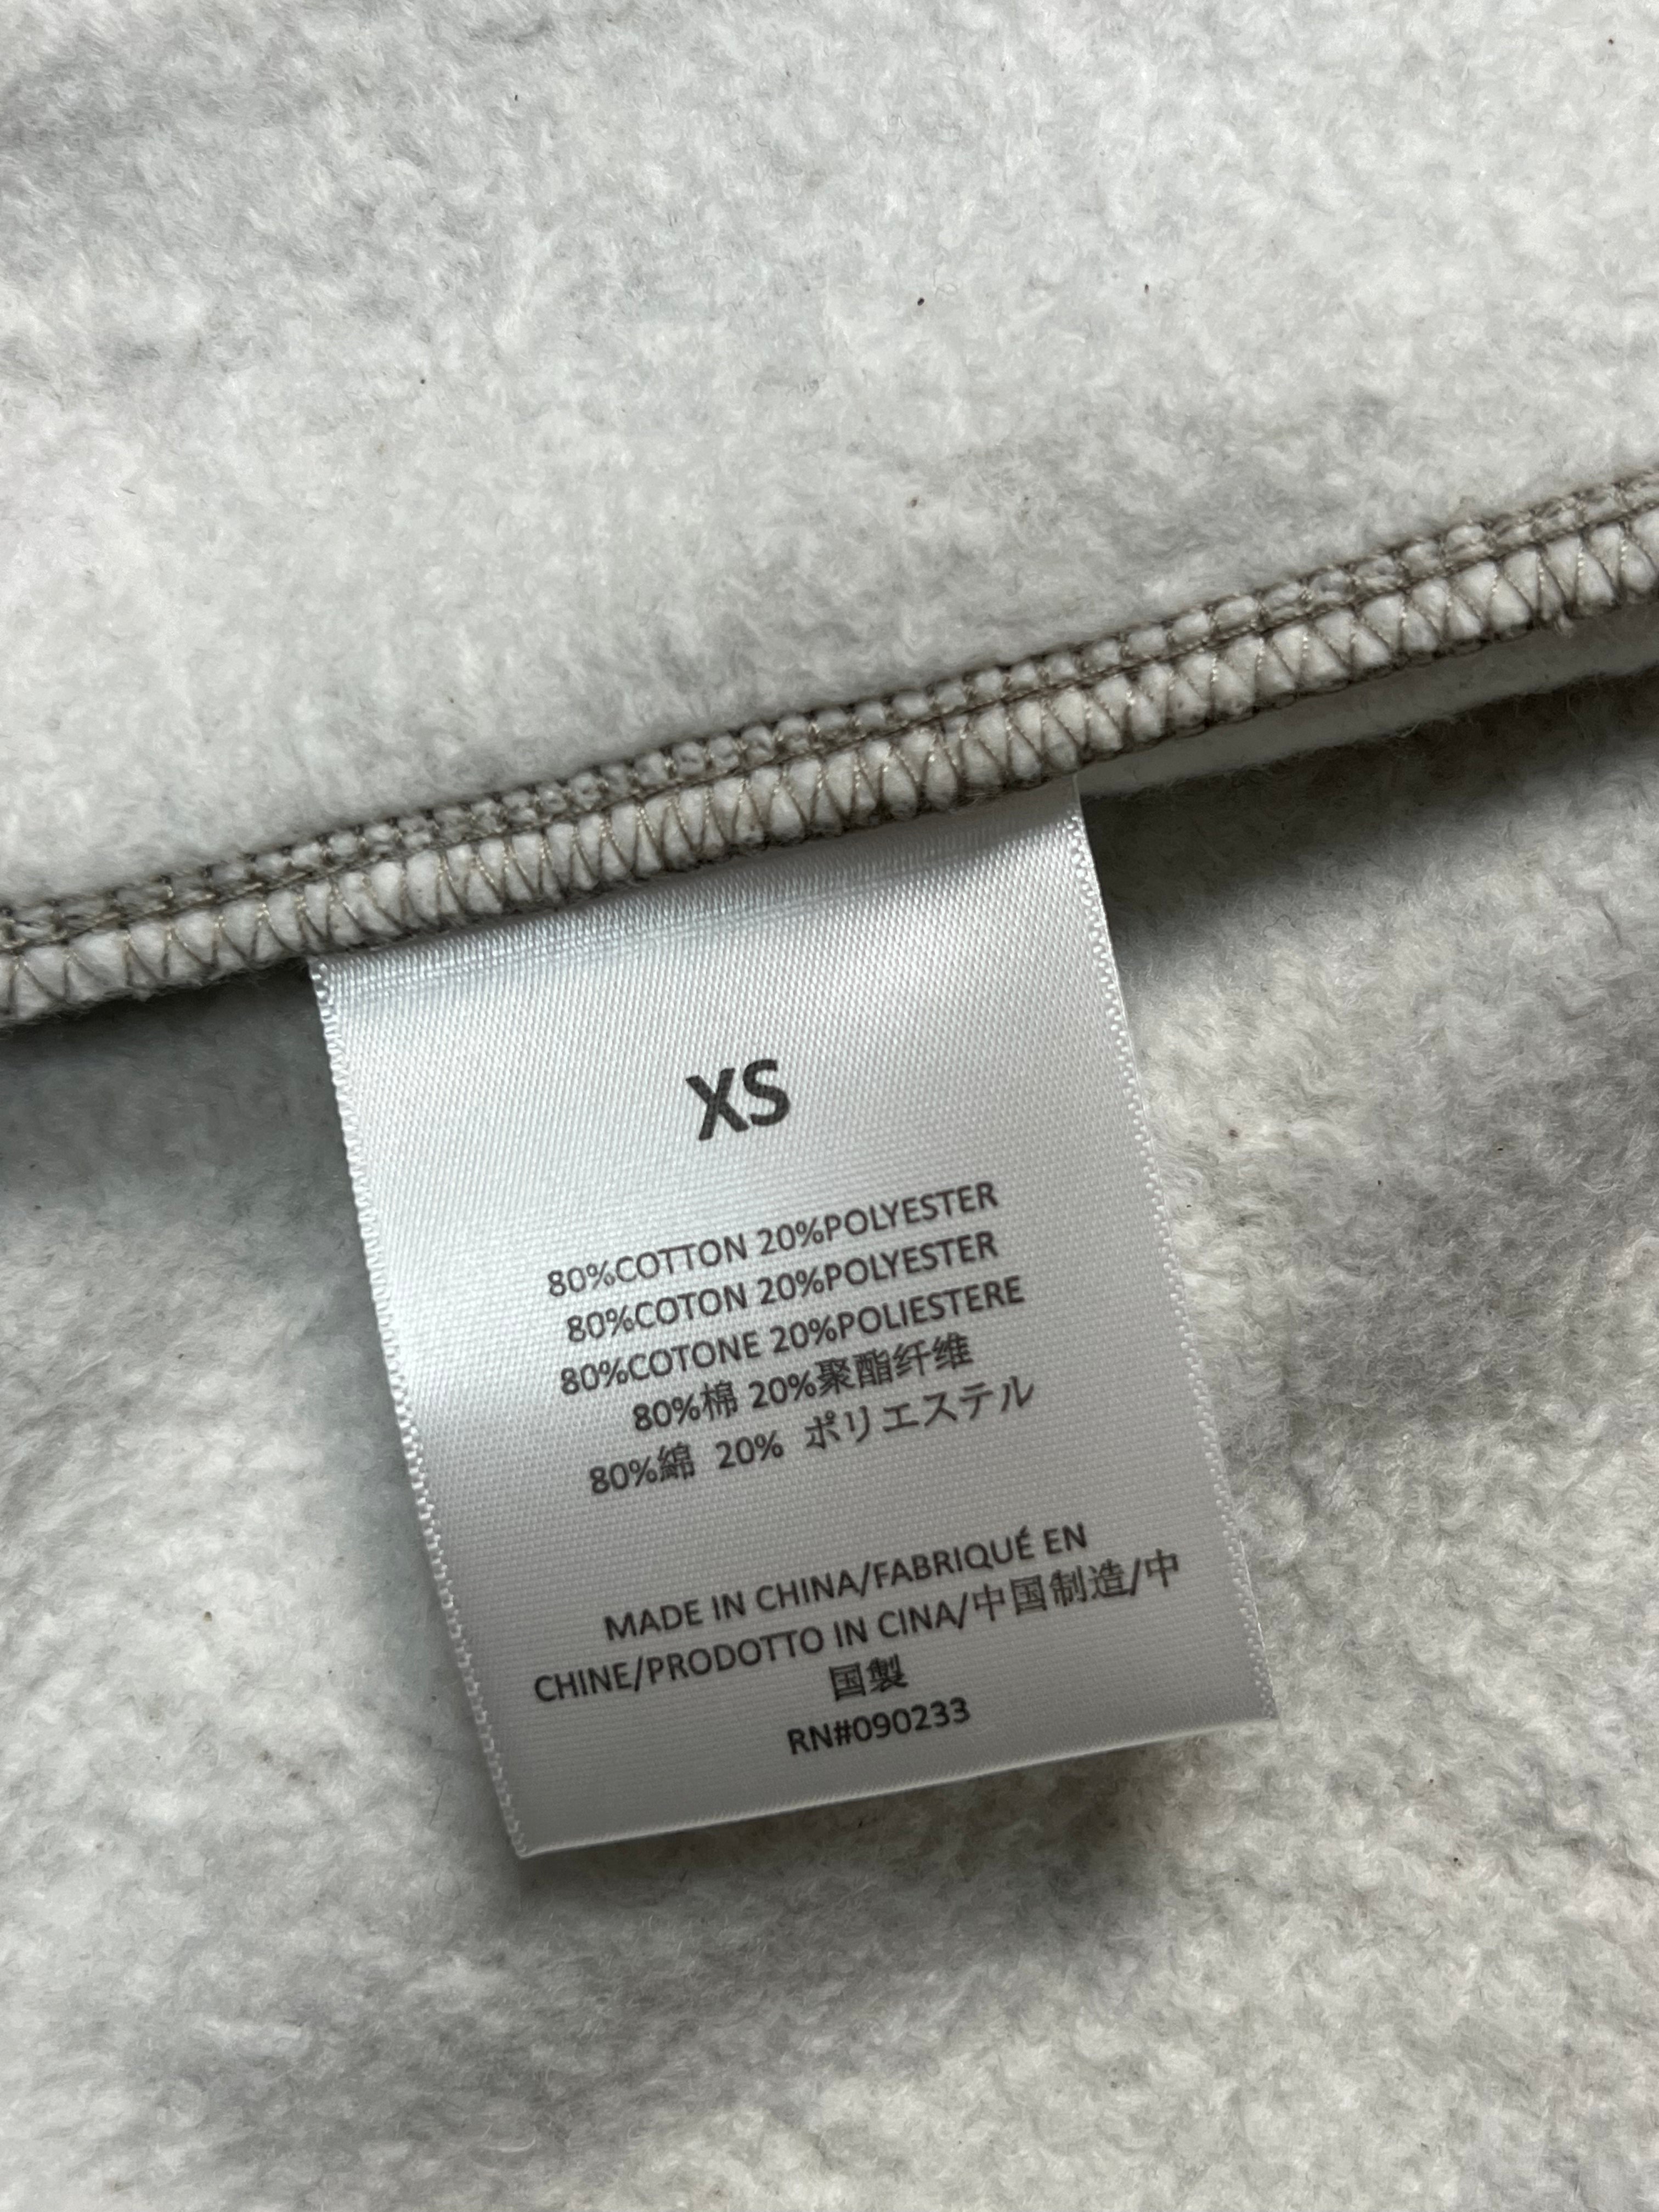 XS
80%COTTON 20%POLYESTER
80%COTON 20%POLYESTER
80%COTONE 20%POLIESTERE
80%棉 20%聚酯纤维
80%綿 20% ポリエステル
MADE IN CHINA/FABRIQUÉ EN
CHINE/PRODOTTO IN CINA/中国制造/中
国製
RN#090233